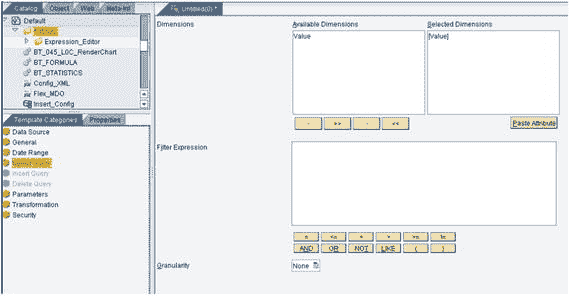 Catalog Object Web Meta-Inf
Default
Expression_Editor
BT_045_LOC_RenderChart
BT_FORMULA
BT_STATISTICS
Config_XML
Flex_MDO
Insert_Config
Template Categories Properties
Data Source
General
Date Range
Insert Query
Delete Query
Parameters
Transformation
Security
Untitled(0) *
Dimensions
Available Dimensions
Value
Selected Dimensions
[Value]
>> <<
Paste Attribute
Filter Expression
AND OR NOT LIKE ( )
Granularity
None